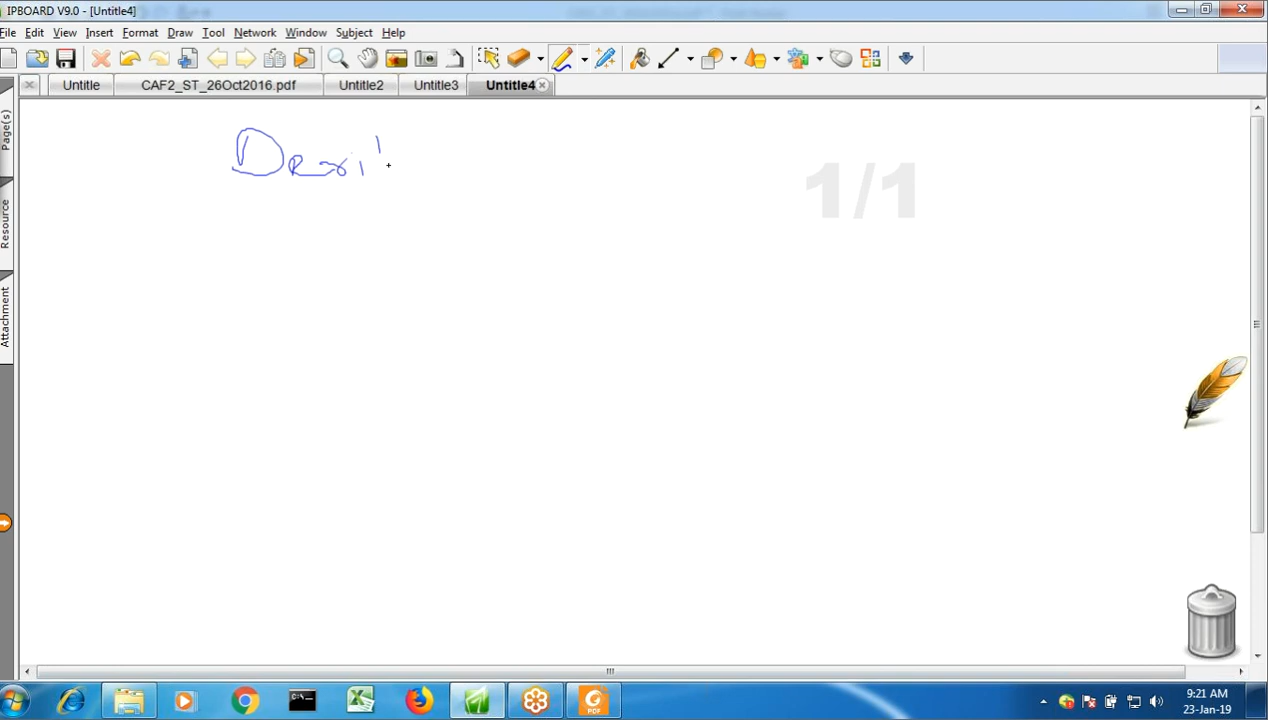 IPBOARD V9.0 - [Untitle4]
File Edit View Insert Format Draw Tool Network Window Subject Help
Untitle CAF2_ST_26Oct2016.pdf Untitle2 Untitle3 Untitle4
Page(s)
Resource
Attachment
1/1
PDF
9:21 AM
23-Jan-19